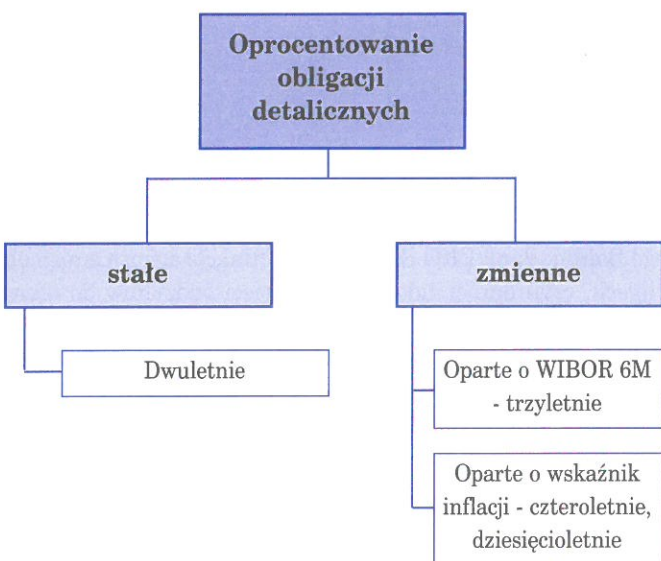 Oprocentowanie
obligacji
detalicznych
stałe
zmienne
Dwuletnie
Oparte o WIBOR 6M
- trzyletnie
Oparte o wskaźnik
inflacji - czteroletnie,
dziesięcioletnie